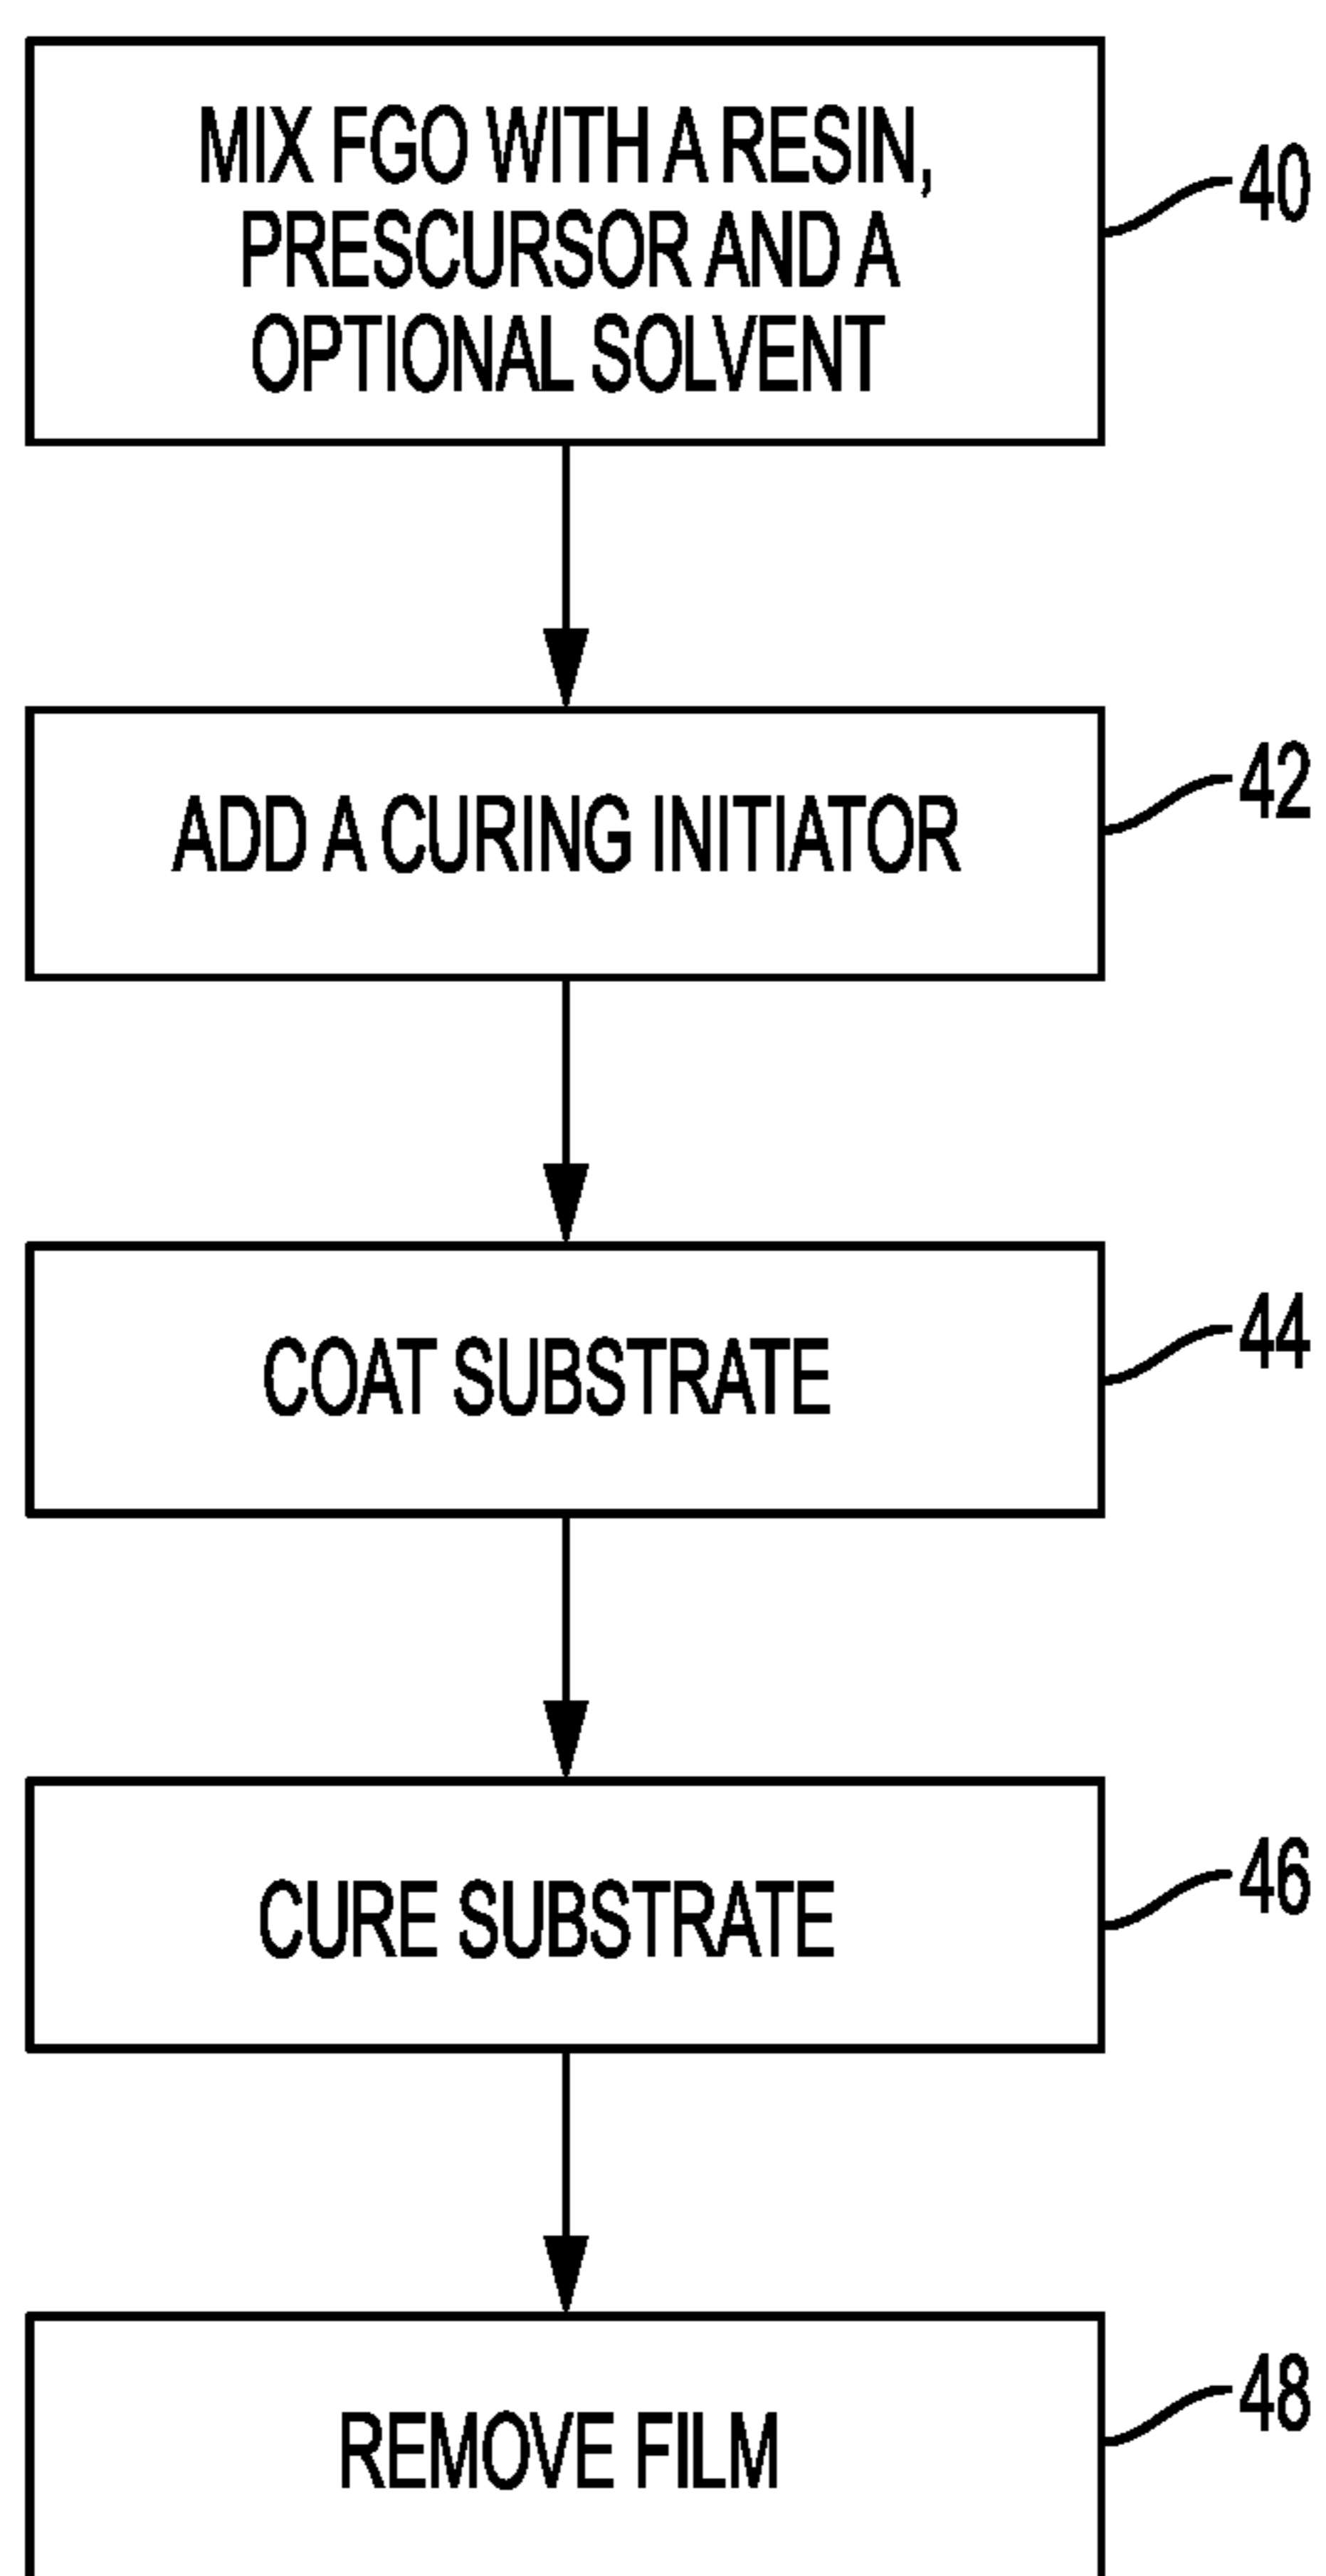 MIX FGO WITH A RESIN,
PRESCURSOR AND A
OPTIONAL SOLVENT
40
ADD A CURING INITIATOR
42
COAT SUBSTRATE
44
CURE SUBSTRATE
46
REMOVE FILM
48